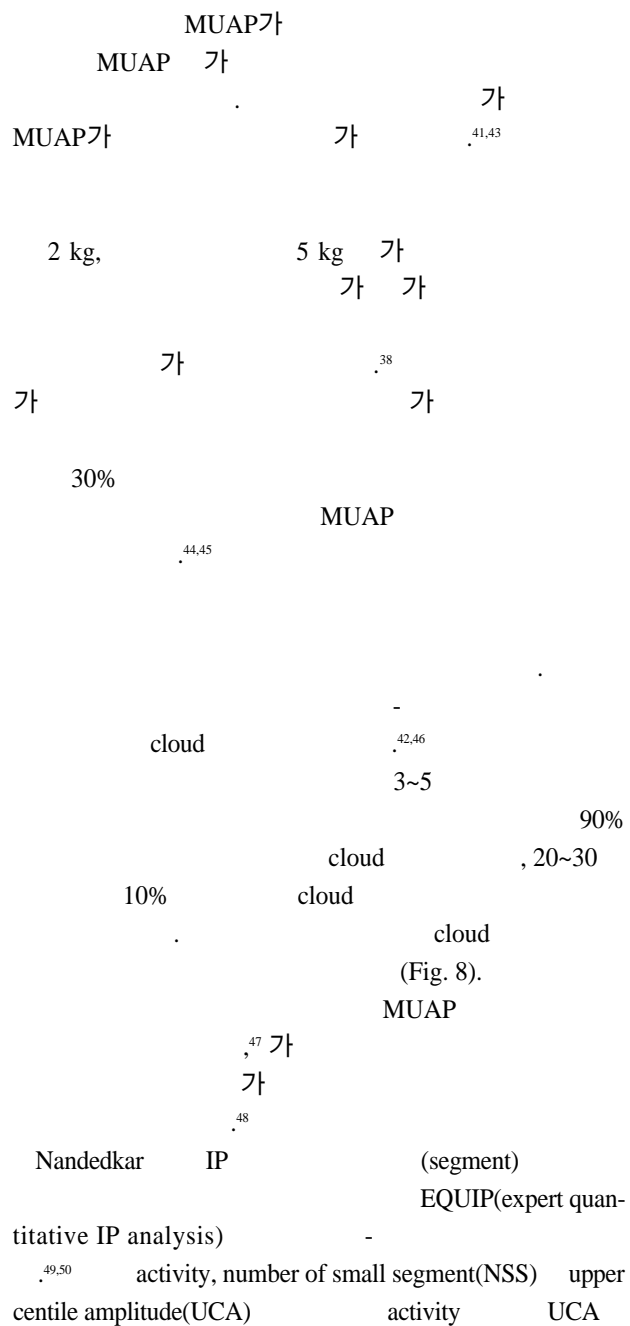 MUAP가
MUAP 가
. 가
MUAP가 가 .41,43
2 kg, 5 kg 가
가 가
가 .38
가 가
30%
MUAP
.44,45
.
-
cloud .42,46
3~5
90%
cloud , 20~30
10% cloud
. cloud
(Fig. 8).
MUAP
,47 가
가
.48
Nandedkar IP (segment)
EQUIP(expert quan-
titative IP analysis) -
.49,50 activity, number of small segment(NSS) upper
centile amplitude(UCA) activity UCA